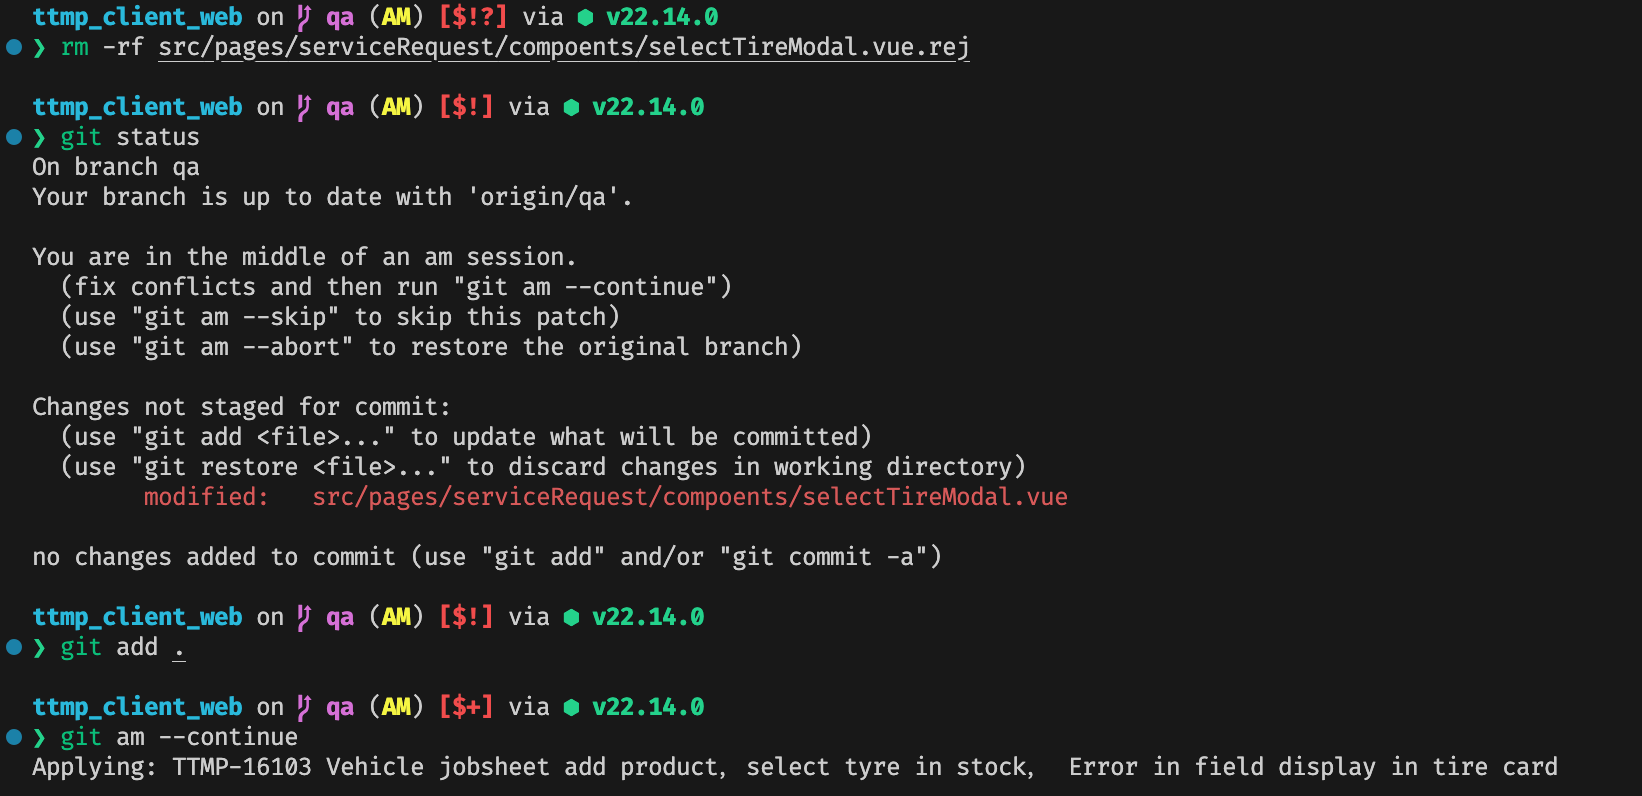 ttmp_client_web on qa (AM) [$!?] via ⬢ v22.14.0
❯ rm -rf src/pages/serviceRequest/compoents/selectTireModal.vue.rej
ttmp_client_web on qa (AM) [$!] via ⬢ v22.14.0
❯ git status
On branch qa
Your branch is up to date with 'origin/qa'.
You are in the middle of an am session.
(fix conflicts and then run "git am --continue")
(use "git am --skip" to skip this patch)
(use "git am --abort" to restore the original branch)
Changes not staged for commit:
(use "git add <file>..." to update what will be committed)
(use "git restore <file>..." to discard changes in working directory)
modified:   src/pages/serviceRequest/compoents/selectTireModal.vue
no changes added to commit (use "git add" and/or "git commit -a")
ttmp_client_web on qa (AM) [$!] via ⬢ v22.14.0
❯ git add .
ttmp_client_web on qa (AM) [$+] via ⬢ v22.14.0
❯ git am --continue
Applying: TTMP-16103 Vehicle jobsheet add product, select tyre in stock,  Error in field display in tire card